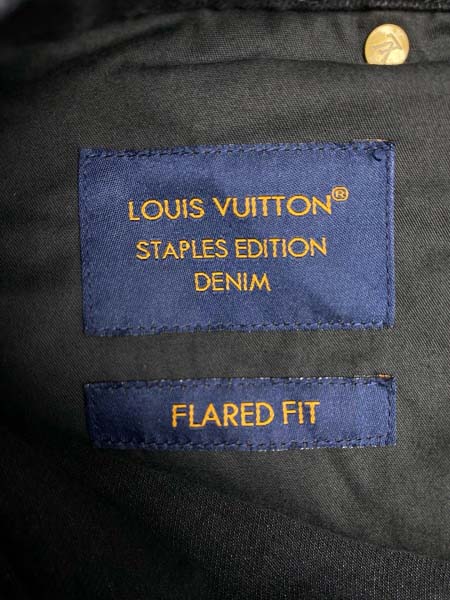 LOUIS VUITTON®
STAPLES EDITION
DENIM
FLARED FIT